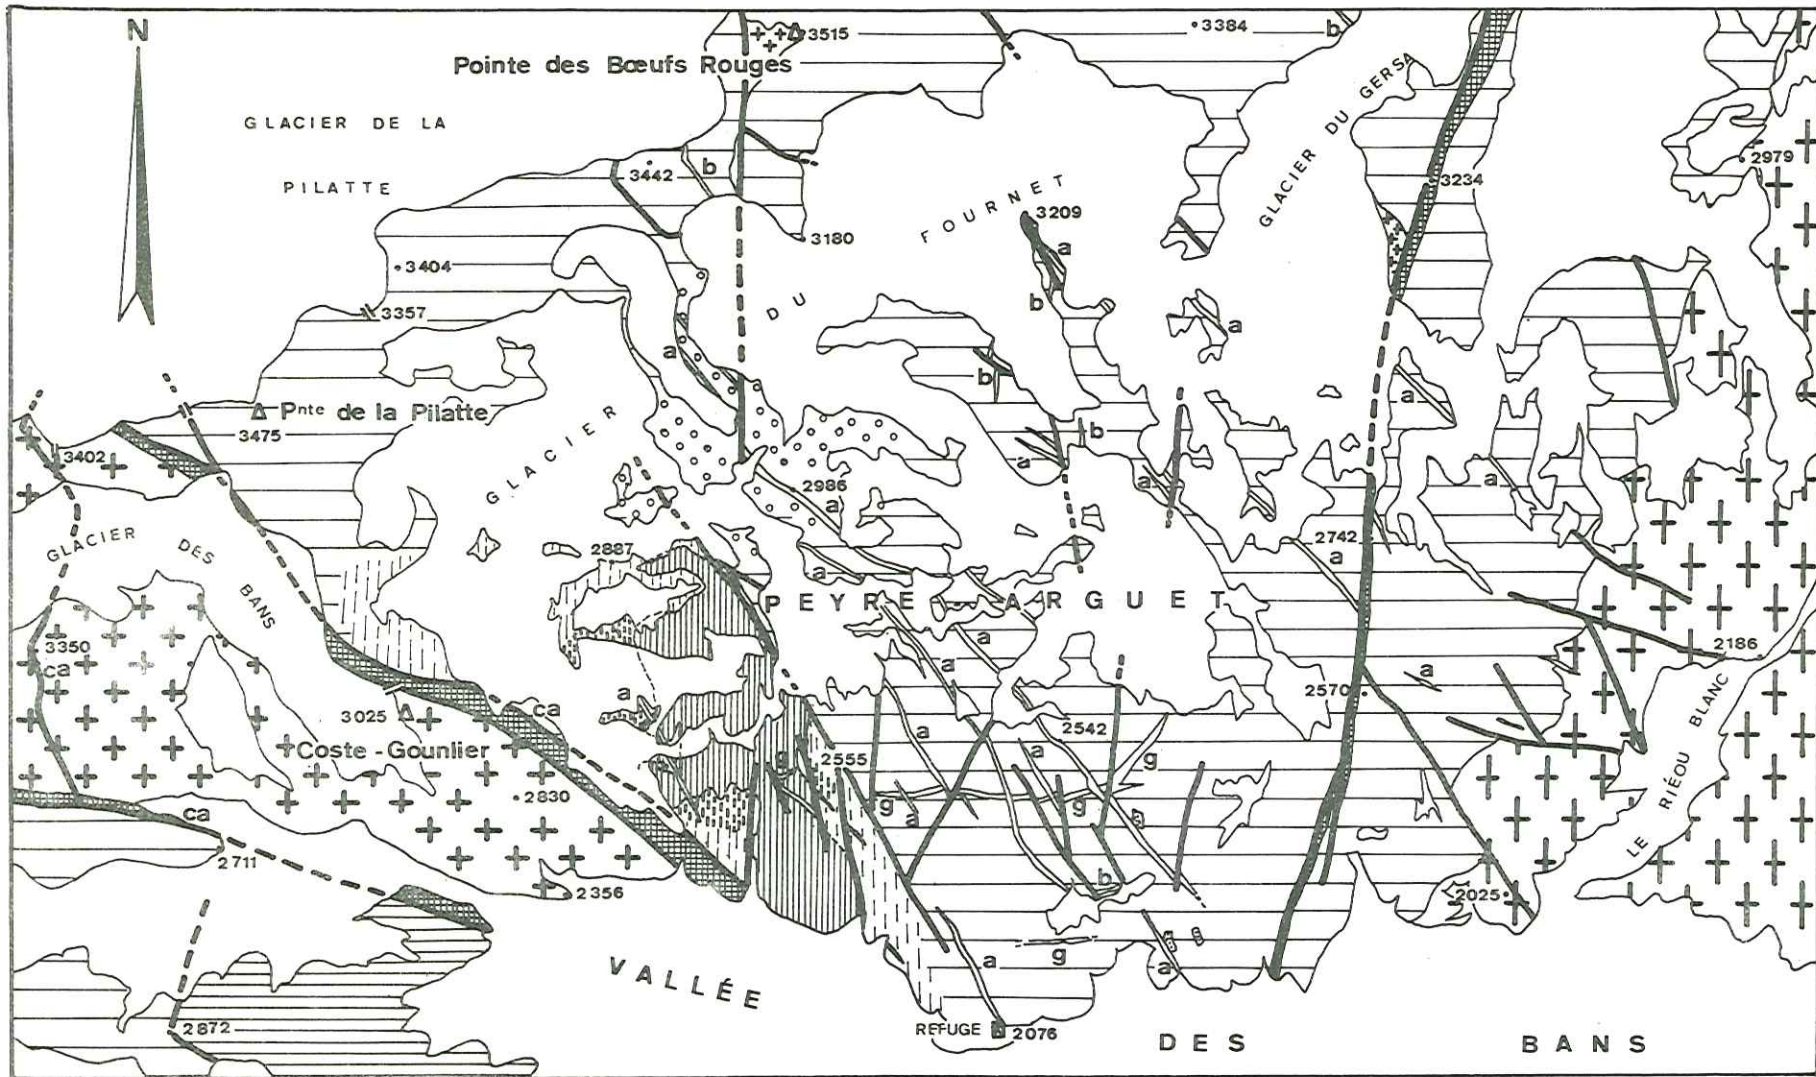 N
3515
3384
b
Pointe des Bœufs Rouges
GLACIER DE LA
PILATTE
GLACIER DU GERSA
2979
3442
b
3234
FOURNET
3209
3180
a
3404
b
DU
3357
a
a
b
a
Pnte de la Pilatte
3475
GLACIER
b
3402
a
a
a
2986
a
GLACIER DES BANS
2887
2742
a
a
PEYRE - ARGUET
3350
ca
a
a
2186
a
a
2570
3025
ca
Coste-Gounlier
a
a
2542
g
g
2555
LE RÍEOU BLANC
2830
g
a
g
ca
2711
2356
b
2025
VALLÉE
a
g
a
2872
REFUGE
2076
DES
BANS